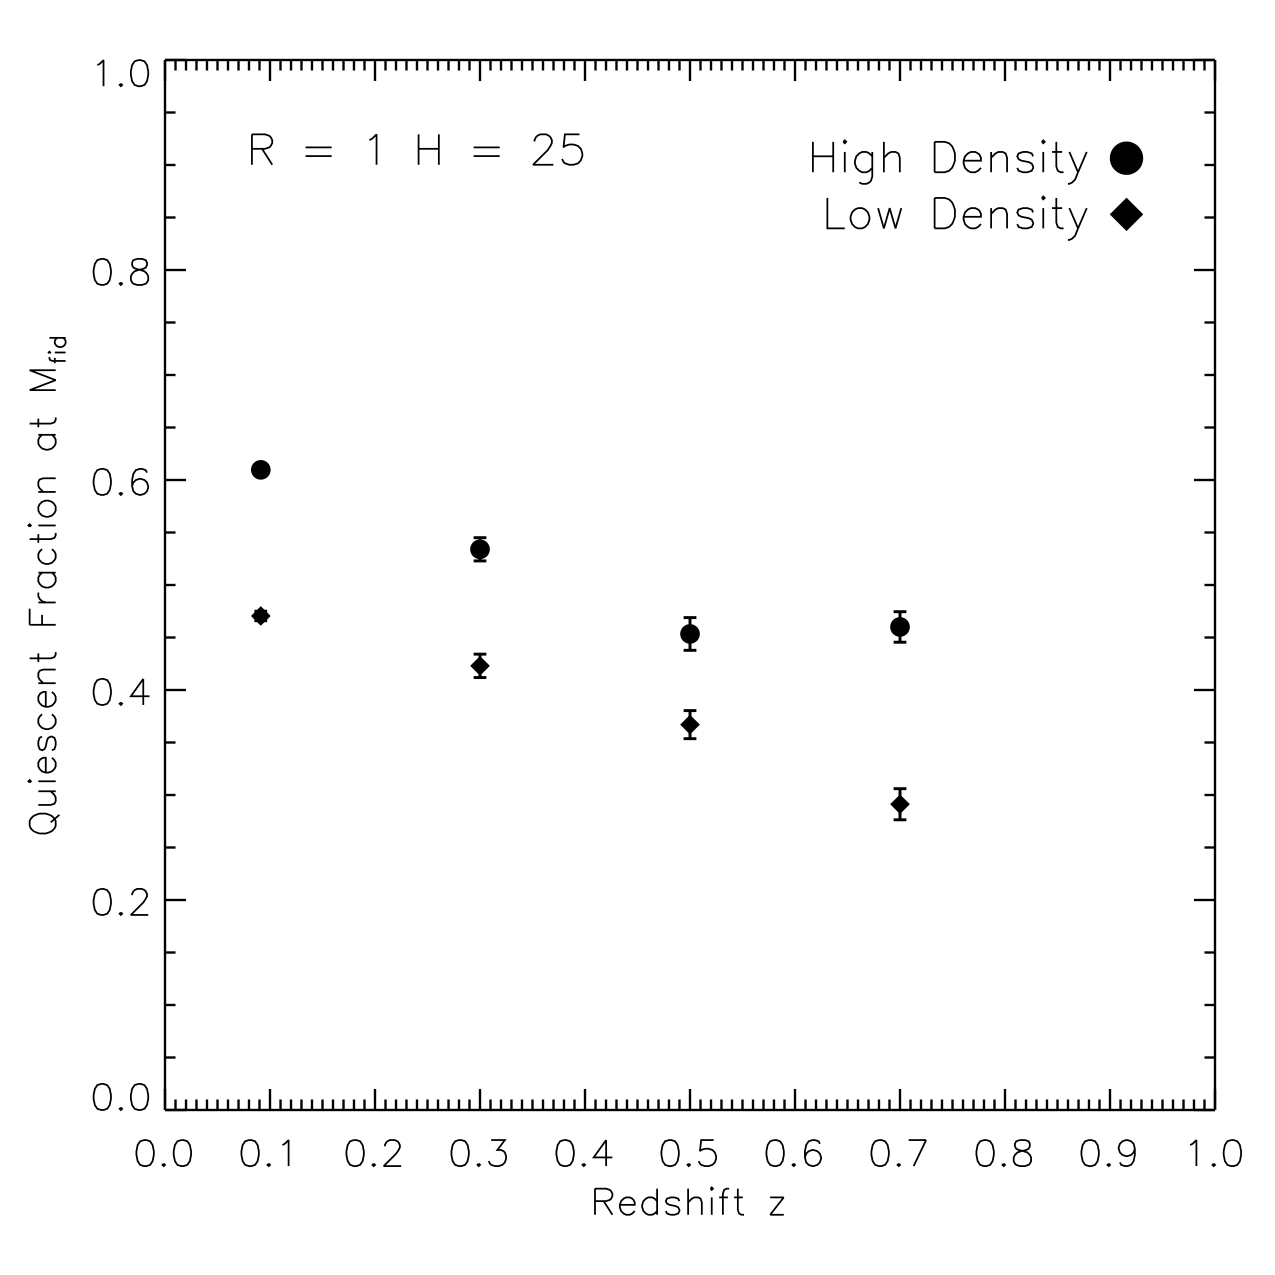 1.0
R = 1 H = 25
High Density
Low Density
0.8
0.6
0.4
0.2
0.0
Quiescent Fraction at Mfid
0.0 0.1 0.2 0.3 0.4 0.5 0.6 0.7 0.8 0.9 1.0
Redshift z